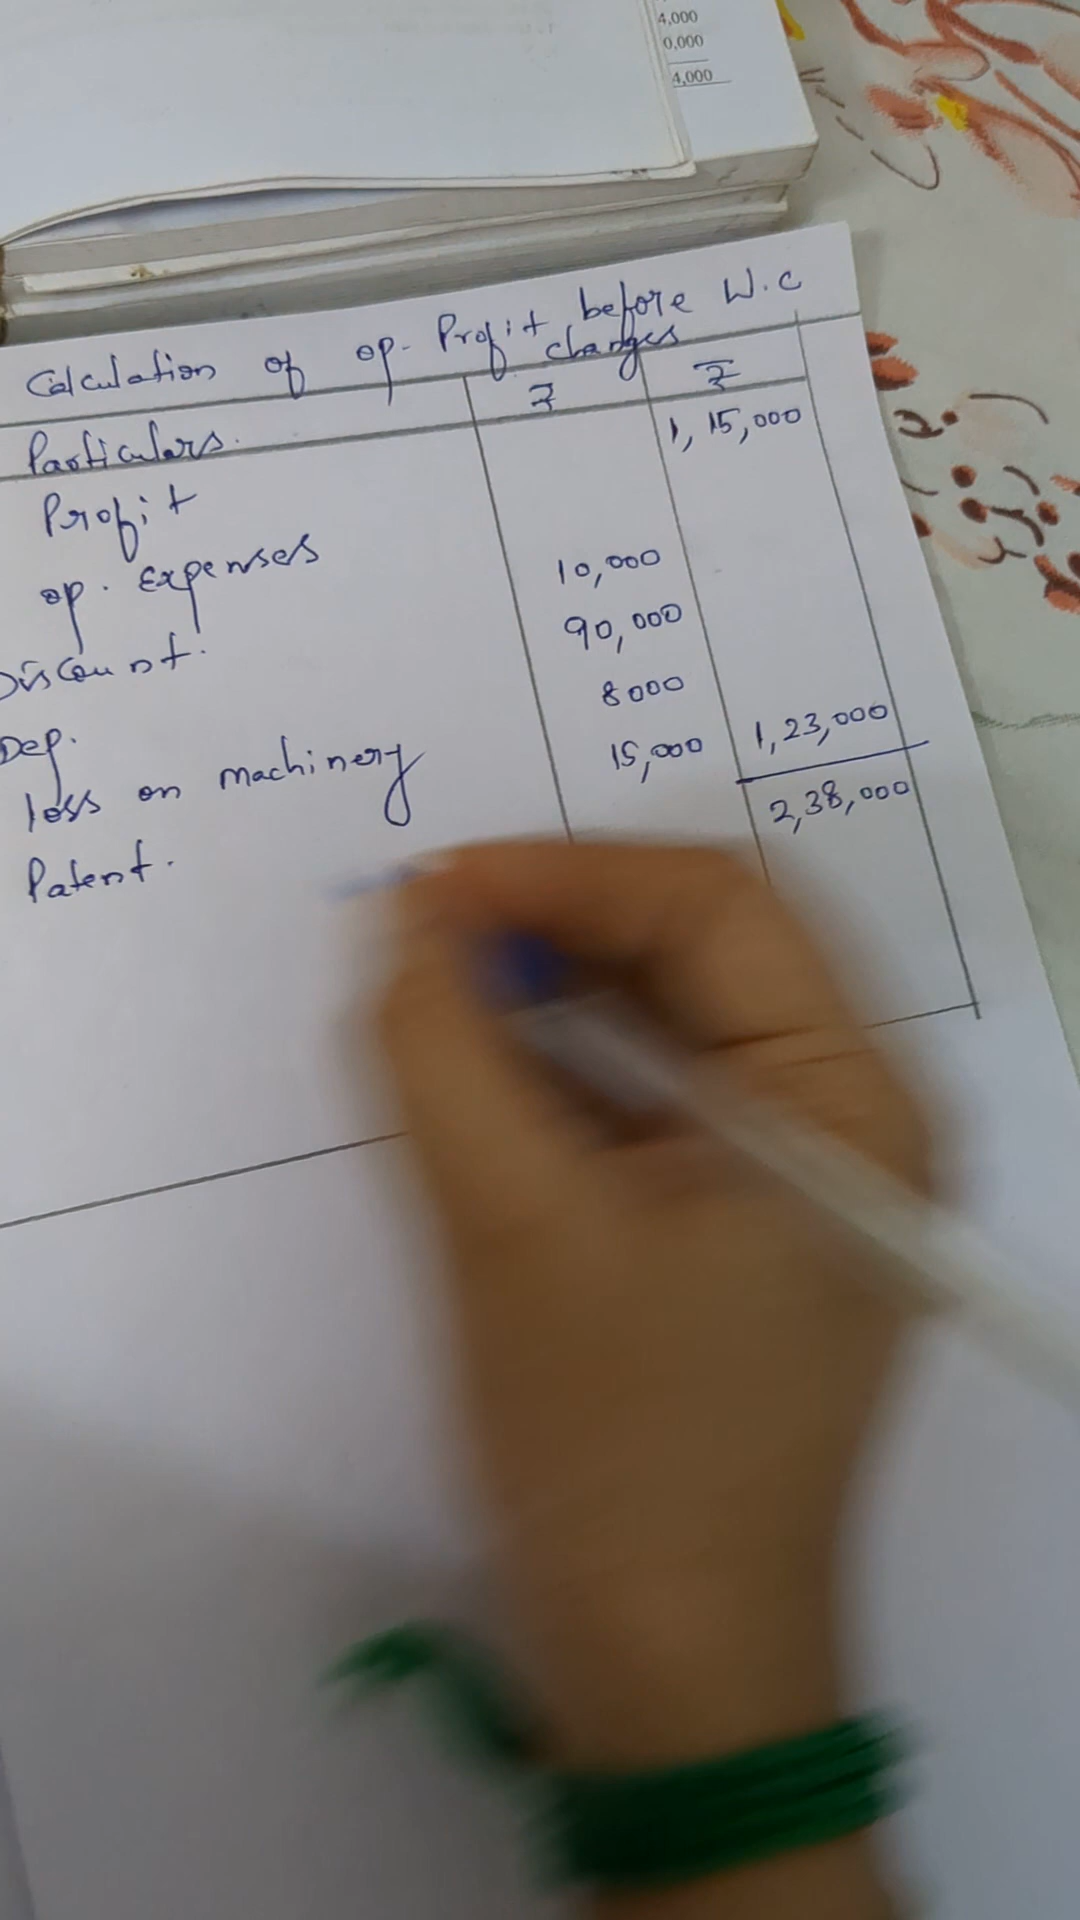 4,000
0,000
4,000
Calculation of op. Profit before W.C
changes
Particulars. ₹ ₹
Profit 1,15,000
op. Expenses
Discount. 10,000
Dep. 90,000
loss on machinery 8000
Patent. 15,000 1,23,000
2,38,000